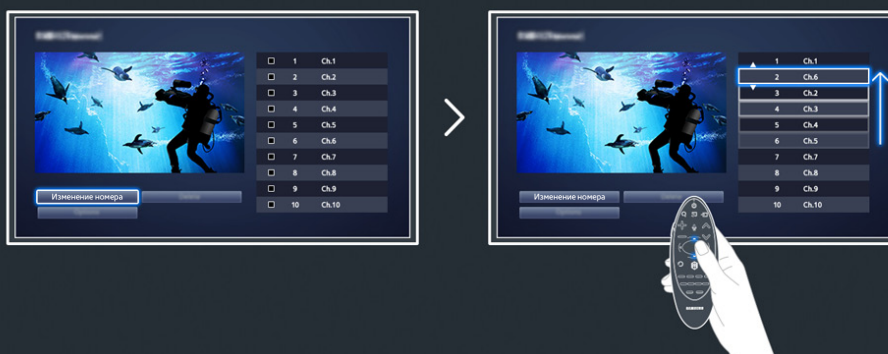 1 Ch.1
2 Ch.2
3 Ch.3
4 Ch.4
5 Ch.5
6 Ch.6
7 Ch.7
8 Ch.8
9 Ch.9
10 Ch.10
Изменение номера
1 Ch.1
2 Ch.6
3 Ch.2
4 Ch.3
5 Ch.4
6 Ch.5
7 Ch.7
8 Ch.8
9 Ch.9
10 Ch.10
Изменение номера